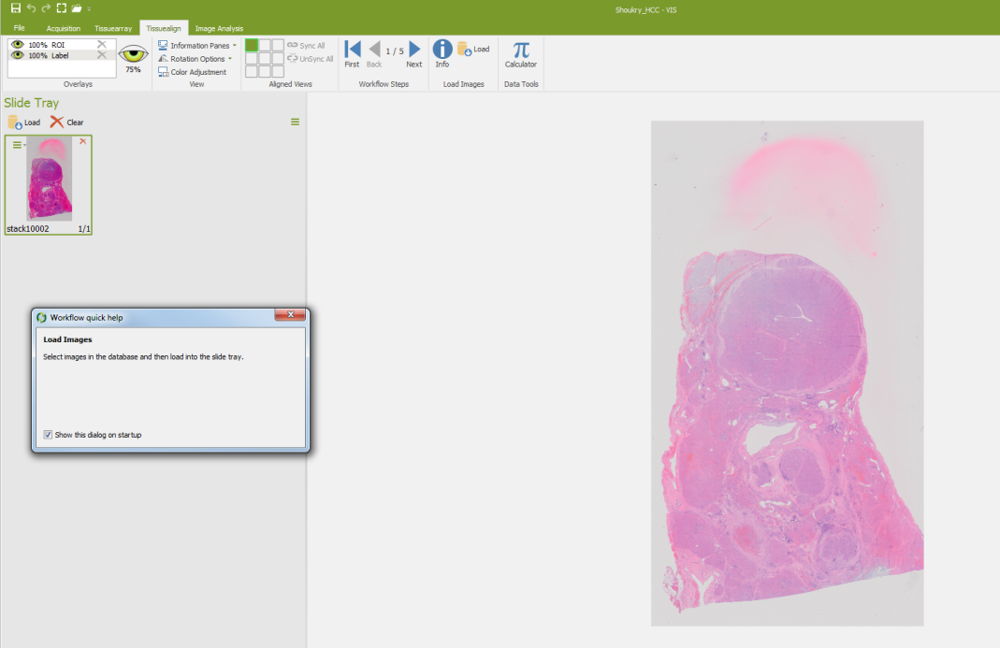 Shoukry_HCC - VIS
File Acquisition Tissuearray Tissuealign Image Analysis
100% ROI
100% Label
75%
Overlays
Information Panes
Rotation Options
Color Adjustment
View
Sync All
UnSync All
Aligned Views
1 / 5
First Back Next
Workflow Steps
Info
Load
Load Images
π
Calculator
Data Tools
Slide Tray
Load Clear
stack10002 1/1
Workflow quick help
Load Images
Select images in the database and then load into the slide tray.
Show this dialog on startup